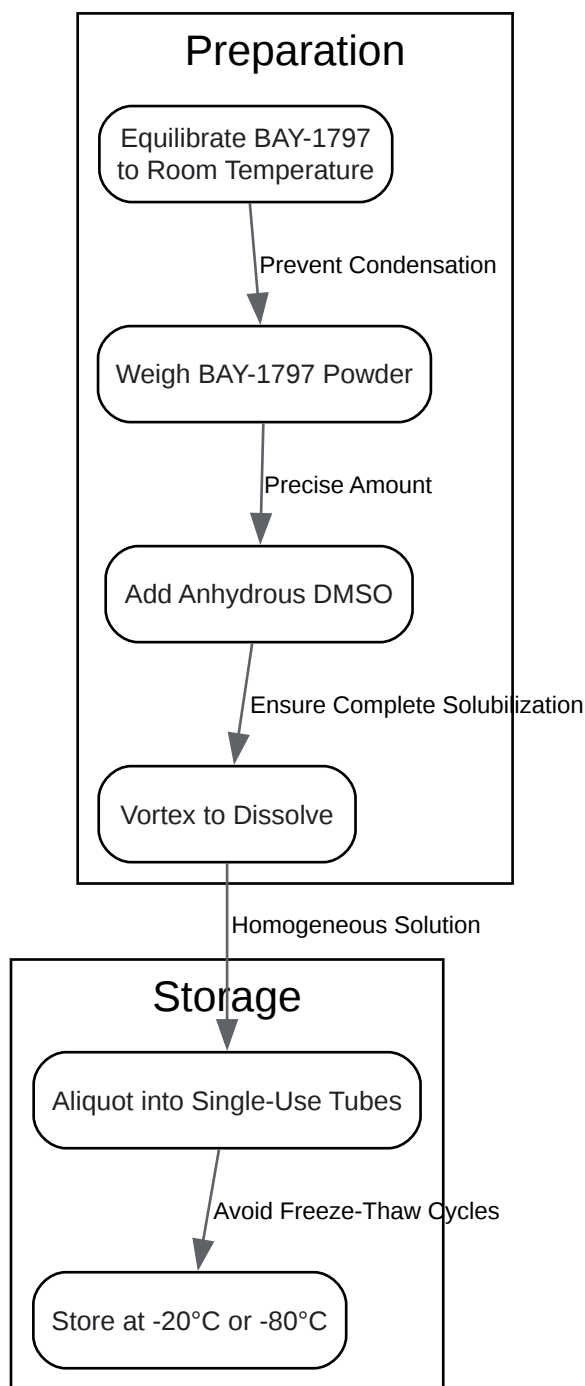 Preparation
Equilibrate BAY-1797
to Room Temperature
Prevent Condensation
Weigh BAY-1797 Powder
Precise Amount
Add Anhydrous DMSO
Ensure Complete Solubilization
Vortex to Dissolve
Homogeneous Solution
Storage
Aliquot into Single-Use Tubes
Avoid Freeze-Thaw Cycles
Store at -20°C or -80°C